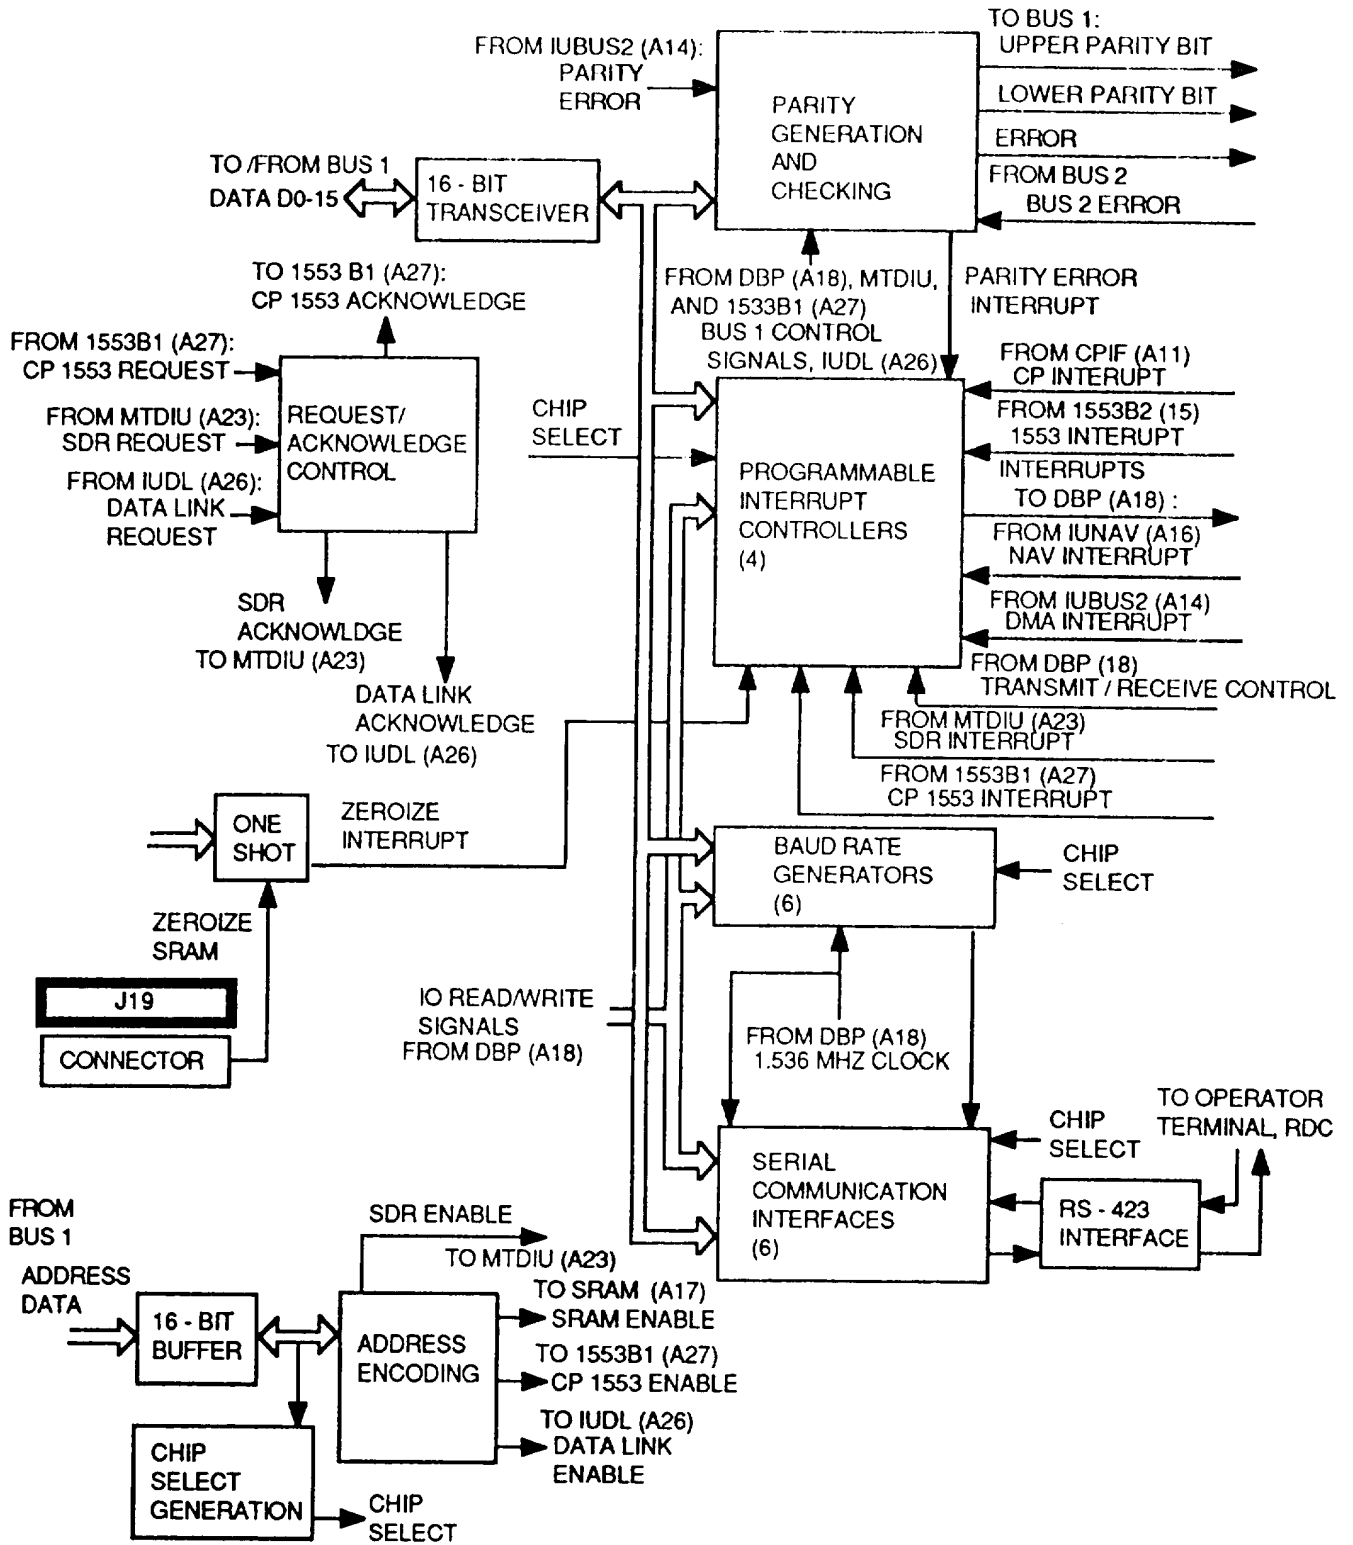 TO BUS 1:
UPPER PARITY BIT
FROM IUBUS2 (A14):
PARITY
ERROR
LOWER PARITY BIT
PARITY
GENERATION
AND
CHECKING
ERROR
FROM BUS 2
BUS 2 ERROR
TO /FROM BUS 1
DATA D0-15
16 - BIT
TRANSCEIVER
TO 1553 B1 (A27):
CP 1553 ACKNOWLEDGE
FROM DBP (A18), MTDIU,
AND 1533B1 (A27)
BUS 1 CONTROL
SIGNALS, IUDL (A26)
PARITY ERROR
INTERRUPT
FROM 1553B1 (A27):
CP 1553 REQUEST
FROM MTDIU (A23):
SDR REQUEST
FROM IUDL (A26):
DATA LINK
REQUEST
REQUEST/
ACKNOWLEDGE
CONTROL
CHIP
SELECT
FROM CPIF (A11)
CP INTERUPT
FROM 1553B2 (15)
1553 INTERUPT
INTERRUPTS
TO DBP (A18) :
FROM IUNAV (A16)
NAV INTERRUPT
FROM IUBUS2 (A14)
DMA INTERRUPT
FROM DBP (18)
TRANSMIT / RECEIVE CONTROL
PROGRAMMABLE
INTERRUPT
CONTROLLERS
(4)
SDR
ACKNOWLDGE
TO MTDIU (A23)
DATA LINK
ACKNOWLEDGE
TO IUDL (A26)
FROM MTDIU (A23)
SDR INTERRUPT
FROM 1553B1 (A27)
CP 1553 INTERRUPT
ONE
SHOT
ZEROIZE
INTERRUPT
BAUD RATE
GENERATORS
(6)
CHIP
SELECT
ZEROIZE
SRAM
J19
CONNECTOR
IO READ/WRITE
SIGNALS
FROM DBP (A18)
FROM DBP (A18)
1.536 MHZ CLOCK
SERIAL
COMMUNICATION
INTERFACES
(6)
CHIP
SELECT
TO OPERATOR
TERMINAL, RDC
RS - 423
INTERFACE
FROM
BUS 1
ADDRESS
DATA
16 - BIT
BUFFER
SDR ENABLE
TO MTDIU (A23)
ADDRESS
ENCODING
TO SRAM (A17)
SRAM ENABLE
TO 1553B1 (A27)
CP 1553 ENABLE
TO IUDL (A26)
DATA LINK
ENABLE
CHIP
SELECT
GENERATION
CHIP
SELECT